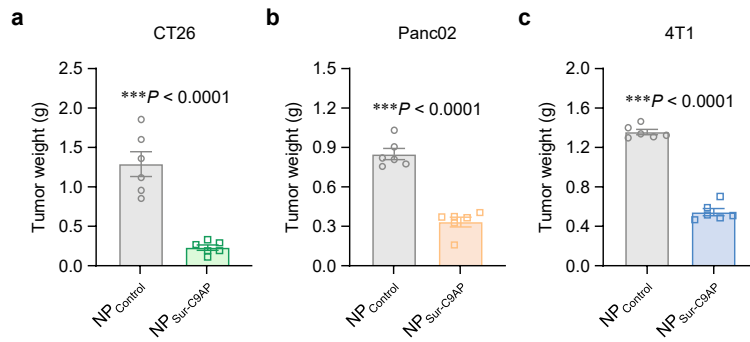 a
CT26
Tumor weight (g)
2.5
2.0
1.5
1.0
0.5
0.0
***P < 0.0001
NP Control
NP Sur-C9AP
b
Panc02
Tumor weight (g)
1.5
1.2
0.9
0.6
0.3
0.0
***P < 0.0001
NP Control
NP Sur-C9AP
c
4T1
Tumor weight (g)
2.0
1.6
1.2
0.8
0.4
0.0
***P < 0.0001
NP Control
NP Sur-C9AP